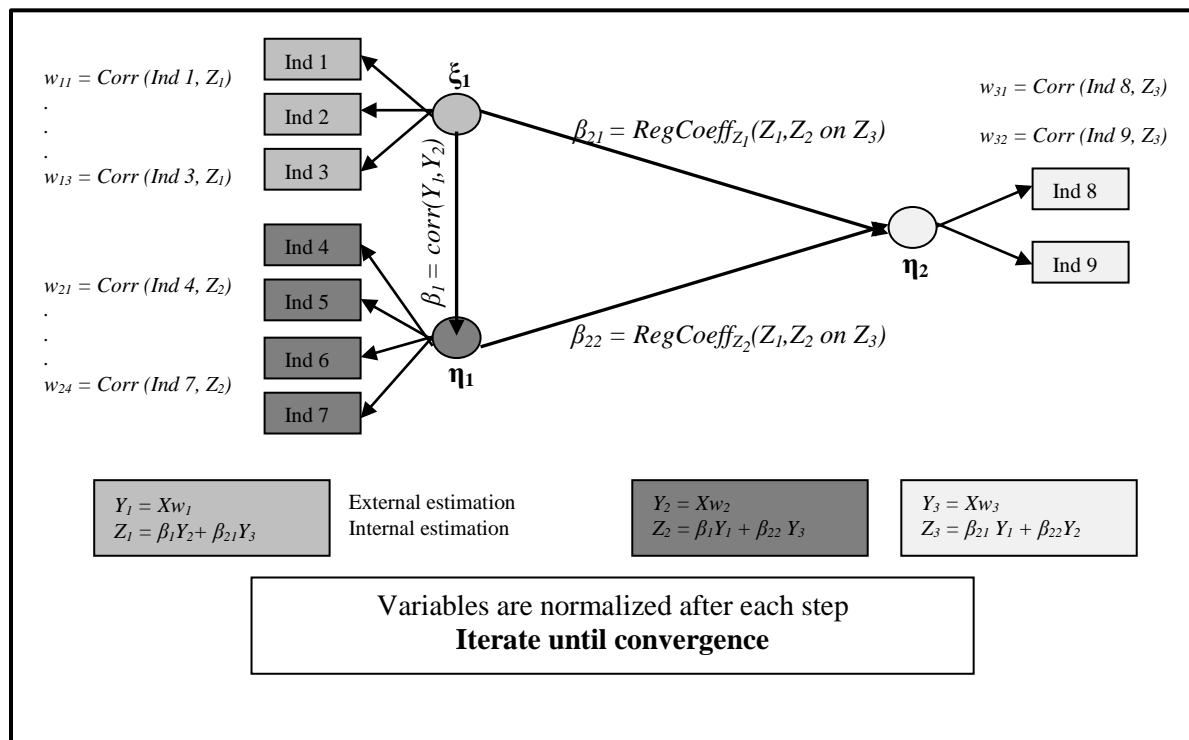 Ind 1
w11 = Corr (Ind 1, Z1)
.
.
.
w13 = Corr (Ind 3, Z1)
Ind 2
Ind 3
ξ1
β1 = corr(Y1,Y2)
β21 = RegCoeffZ1(Z1,Z2 on Z3)
w31 = Corr (Ind 8, Z3)
w32 = Corr (Ind 9, Z3)
Ind 8
Ind 9
η2
Ind 4
w21 = Corr (Ind 4, Z2)
.
.
.
w24 = Corr (Ind 7, Z2)
Ind 5
Ind 6
Ind 7
η1
β22 = RegCoeffZ2(Z1,Z2 on Z3)
Y1 = Xw1
Z1 = β1Y2+ β21Y3
External estimation
Internal estimation
Y2 = Xw2
Z2 = β1Y1 + β22 Y3
Y3 = Xw3
Z3 = β21 Y1 + β22Y2
Variables are normalized after each step
Iterate until convergence